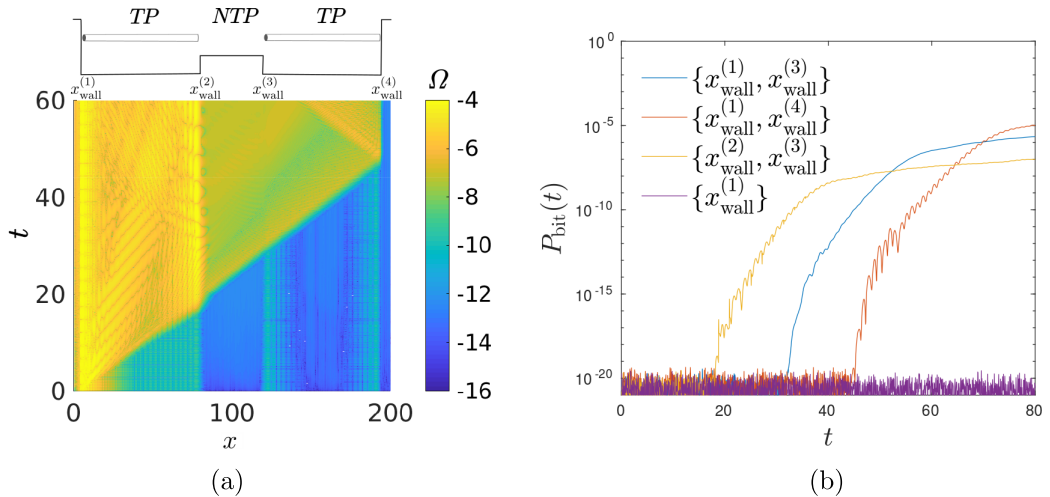 TP NTP TP
x_wall^(1) x_wall^(2) x_wall^(3) x_wall^(4)
Ω
60
40
20
0
t
0 100 200
x
-4
-6
-8
-10
-12
-14
-16
(a)
10^0
10^-5
10^-10
10^-15
10^-20
P_bit(t)
{x_wall^(1), x_wall^(3)}
{x_wall^(1), x_wall^(4)}
{x_wall^(2), x_wall^(3)}
{x_wall^(1)}
0 20 40 60 80
t
(b)